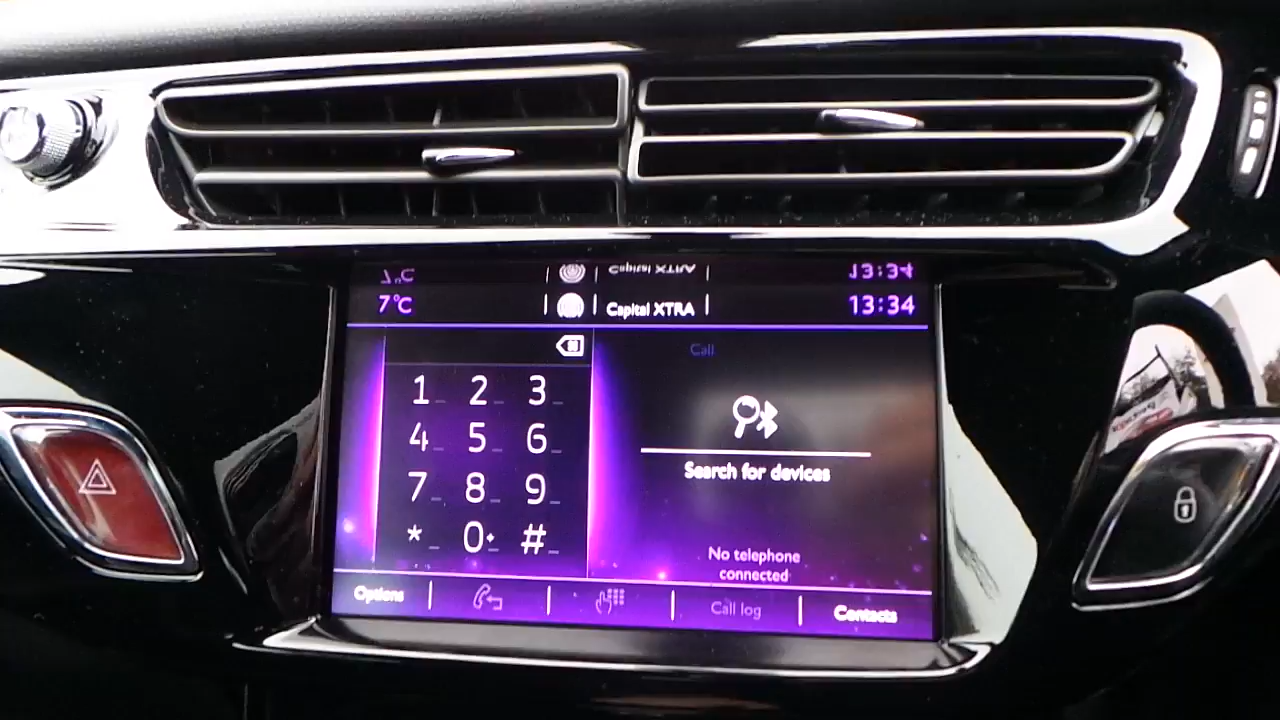 7°C Capital XTRA 13:34
Call
1 2 3
4 5 6
7 8 9
* 0+ #
Search for devices
No telephone
connected
Options Call log Contacts